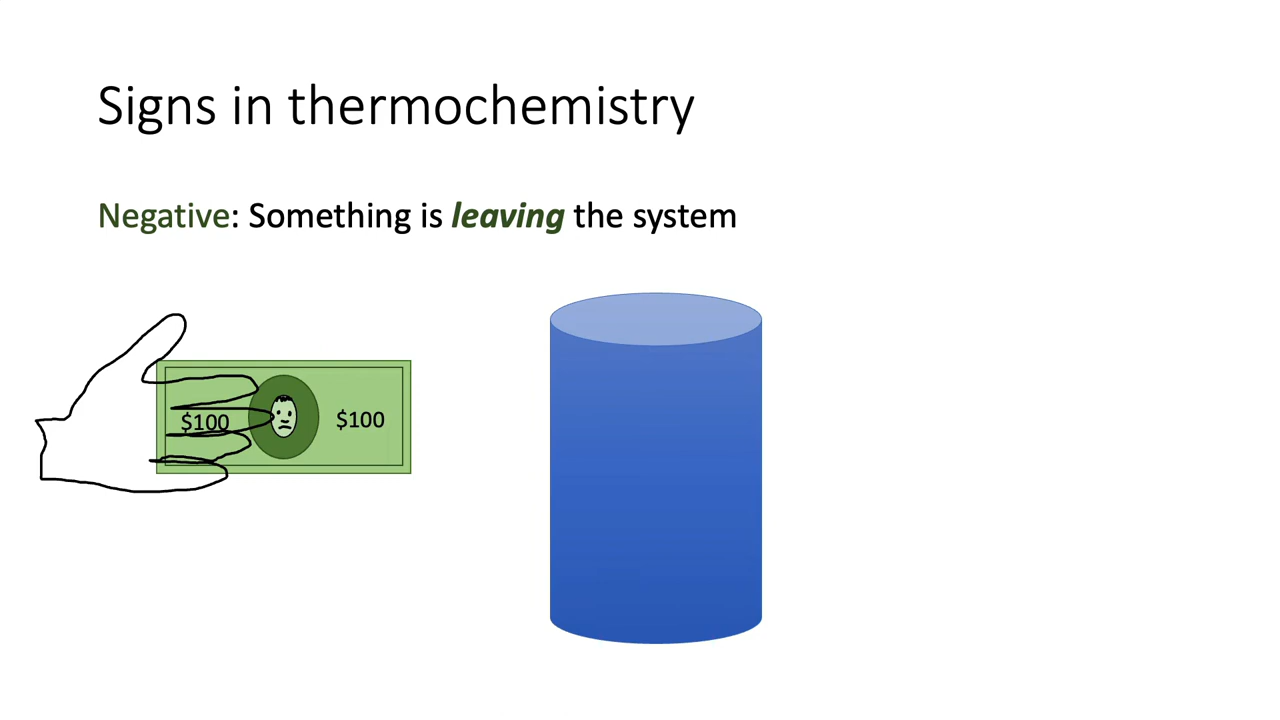 Signs in thermochemistry
Negative: Something is leaving the system
$100 $100